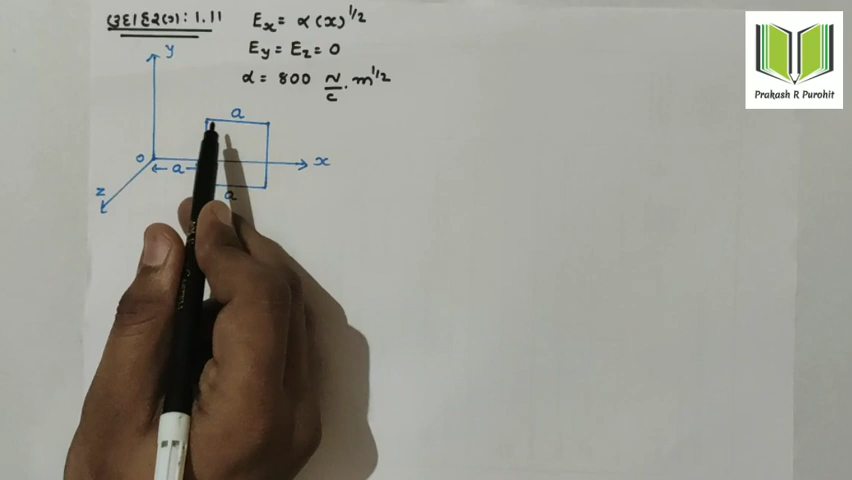 ઉદાહરણ: 1.11
Ex = α(x)^1/2
Ey = Ez = 0
α = 800 N/C · m^1/2
y
a
O
x
a
z
a
Prakash R Purohit